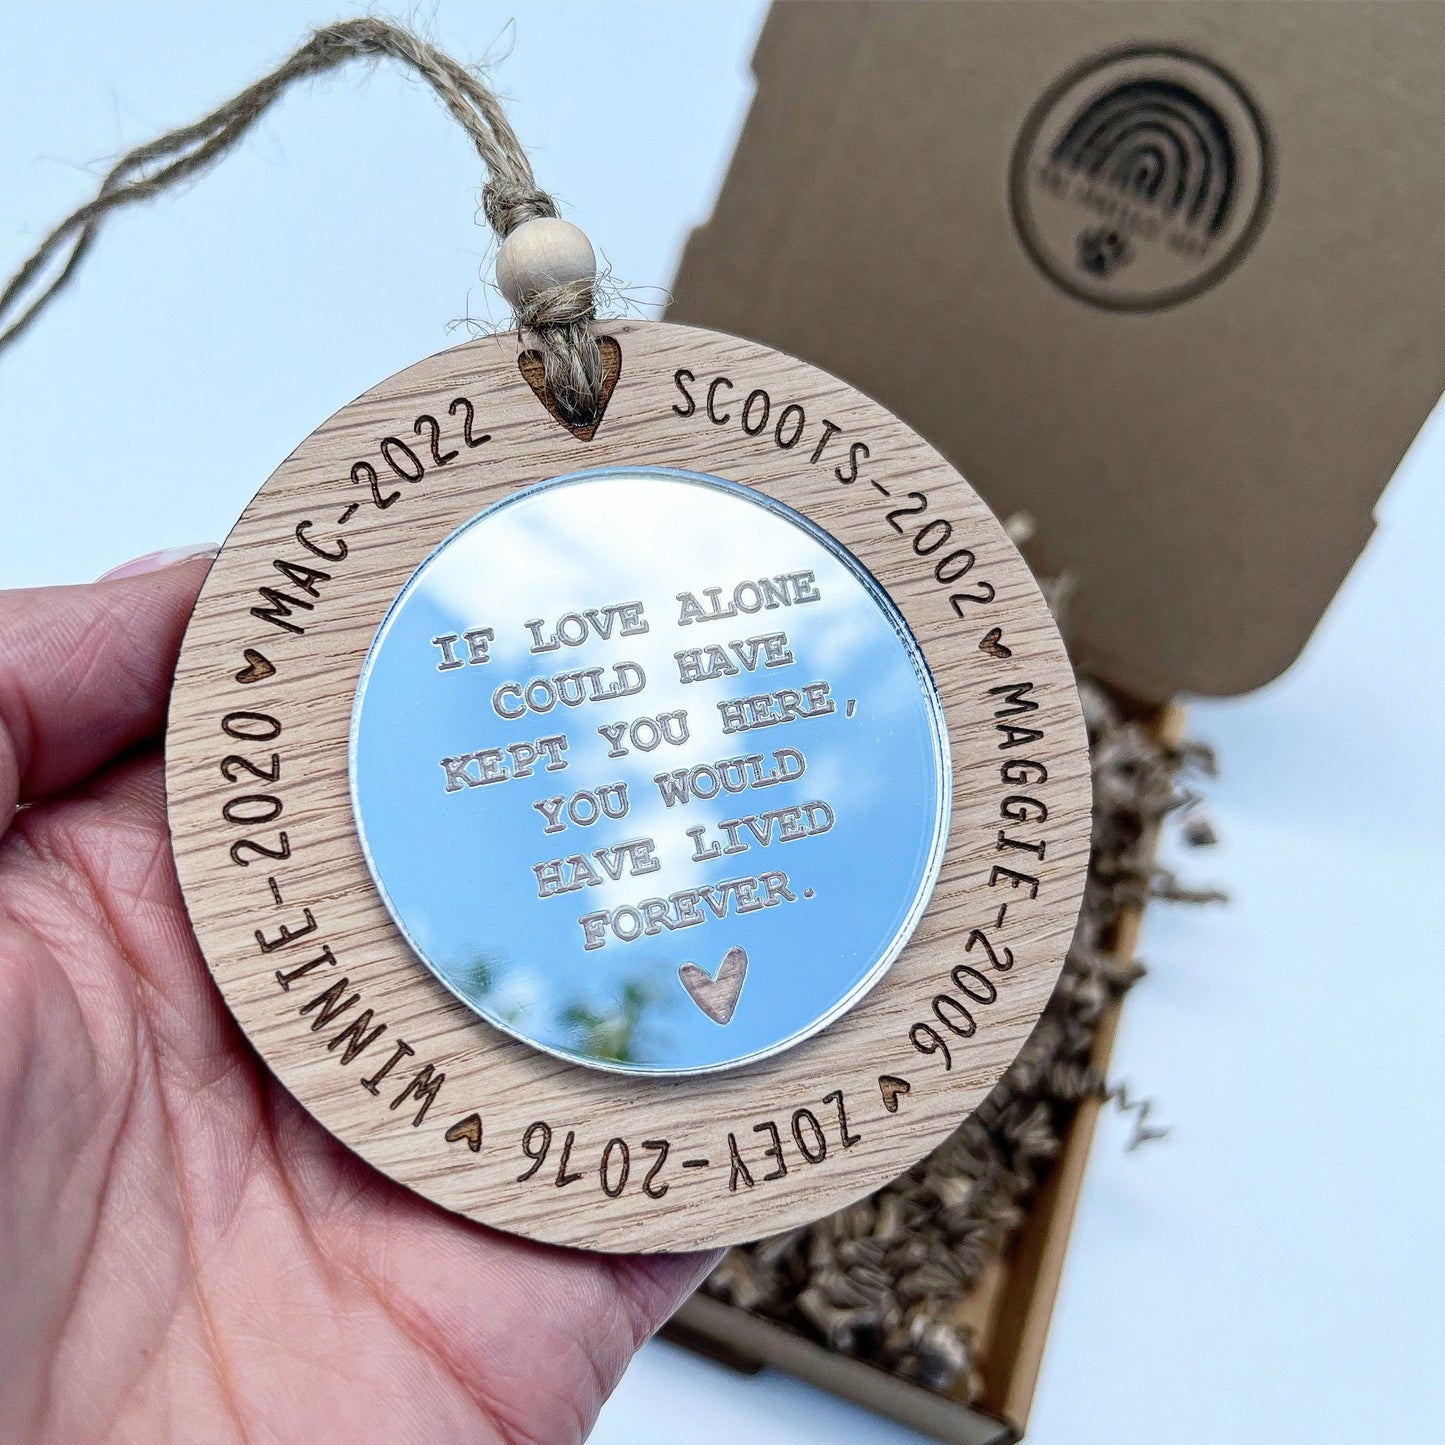 SCOOTS-2002 ♥ MAGGIE-2006 ♥ ZOEY-2016 ♥ WINNIE-2020 ♥ MAC-2022
IF LOVE ALONE
COULD HAVE
KEPT YOU HERE,
YOU WOULD
HAVE LIVED
FOREVER.